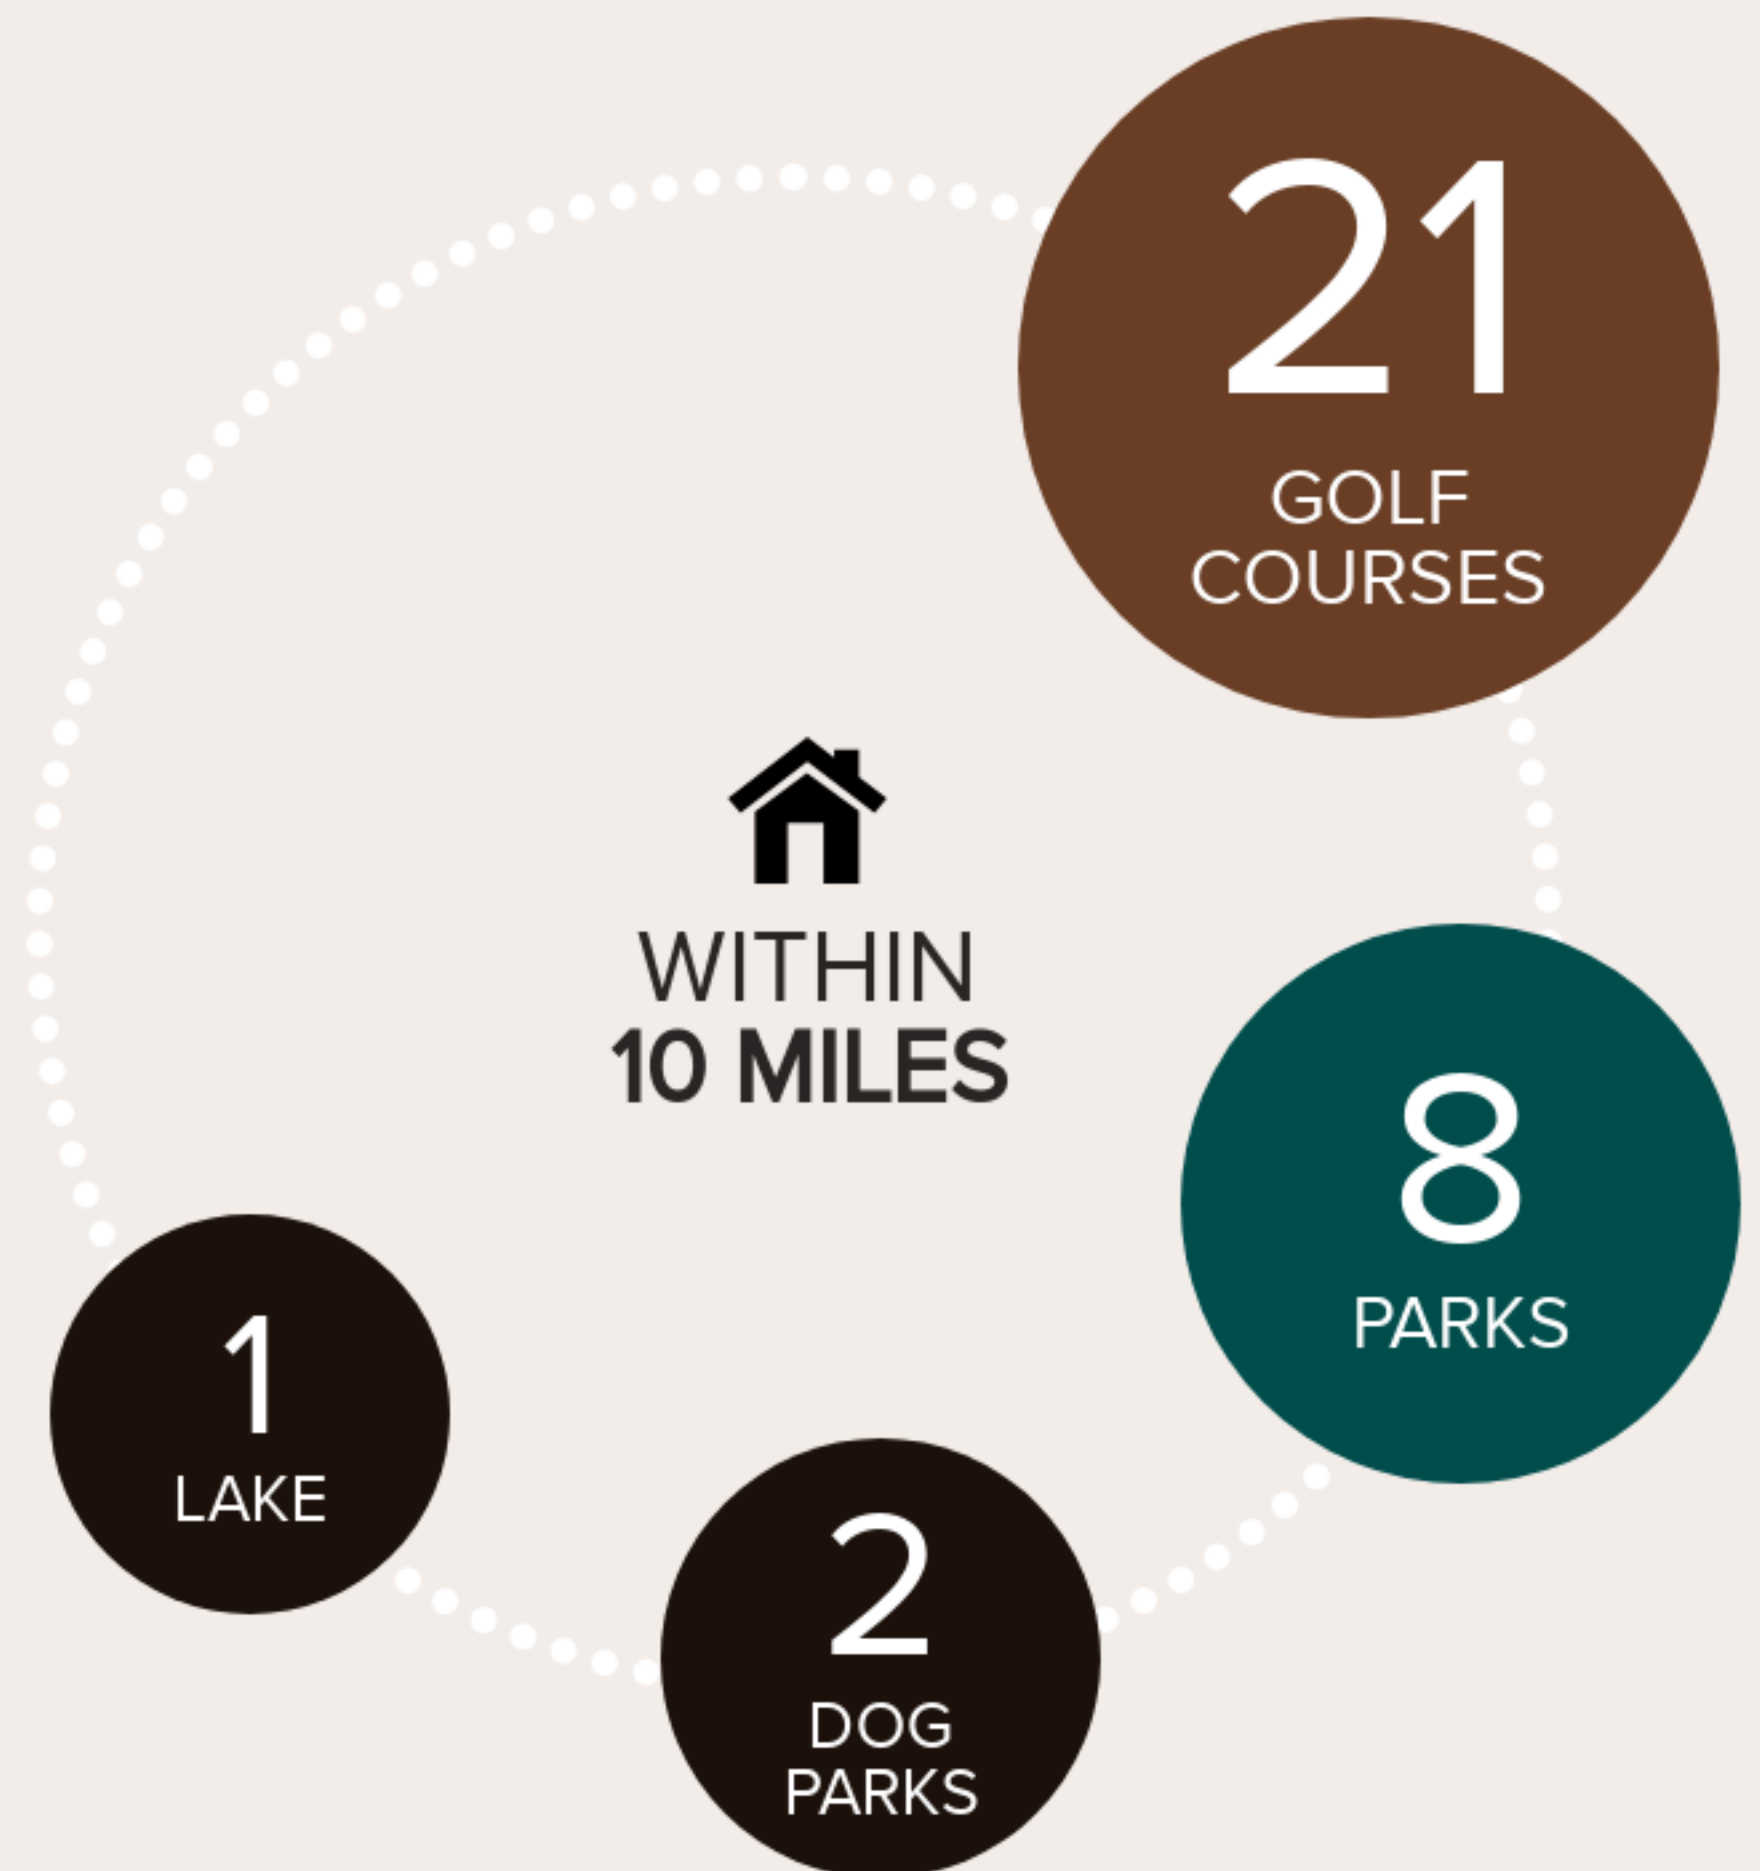 21
GOLF
COURSES
WITHIN
10 MILES
8
PARKS
1
LAKE
2
DOG
PARKS